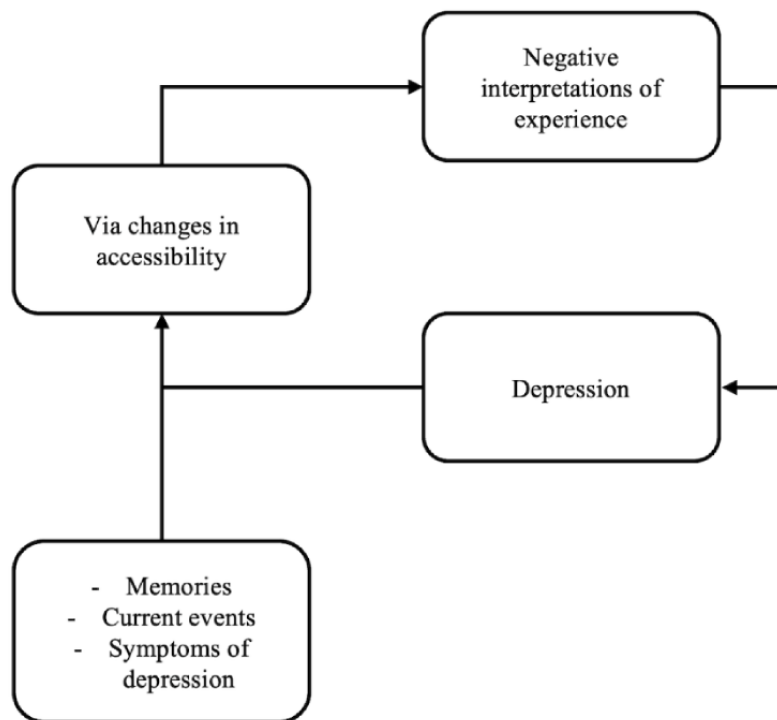 Negative
interpretations of
experience
Via changes in
accessibility
Depression
- Memories
- Current events
- Symptoms of
depression